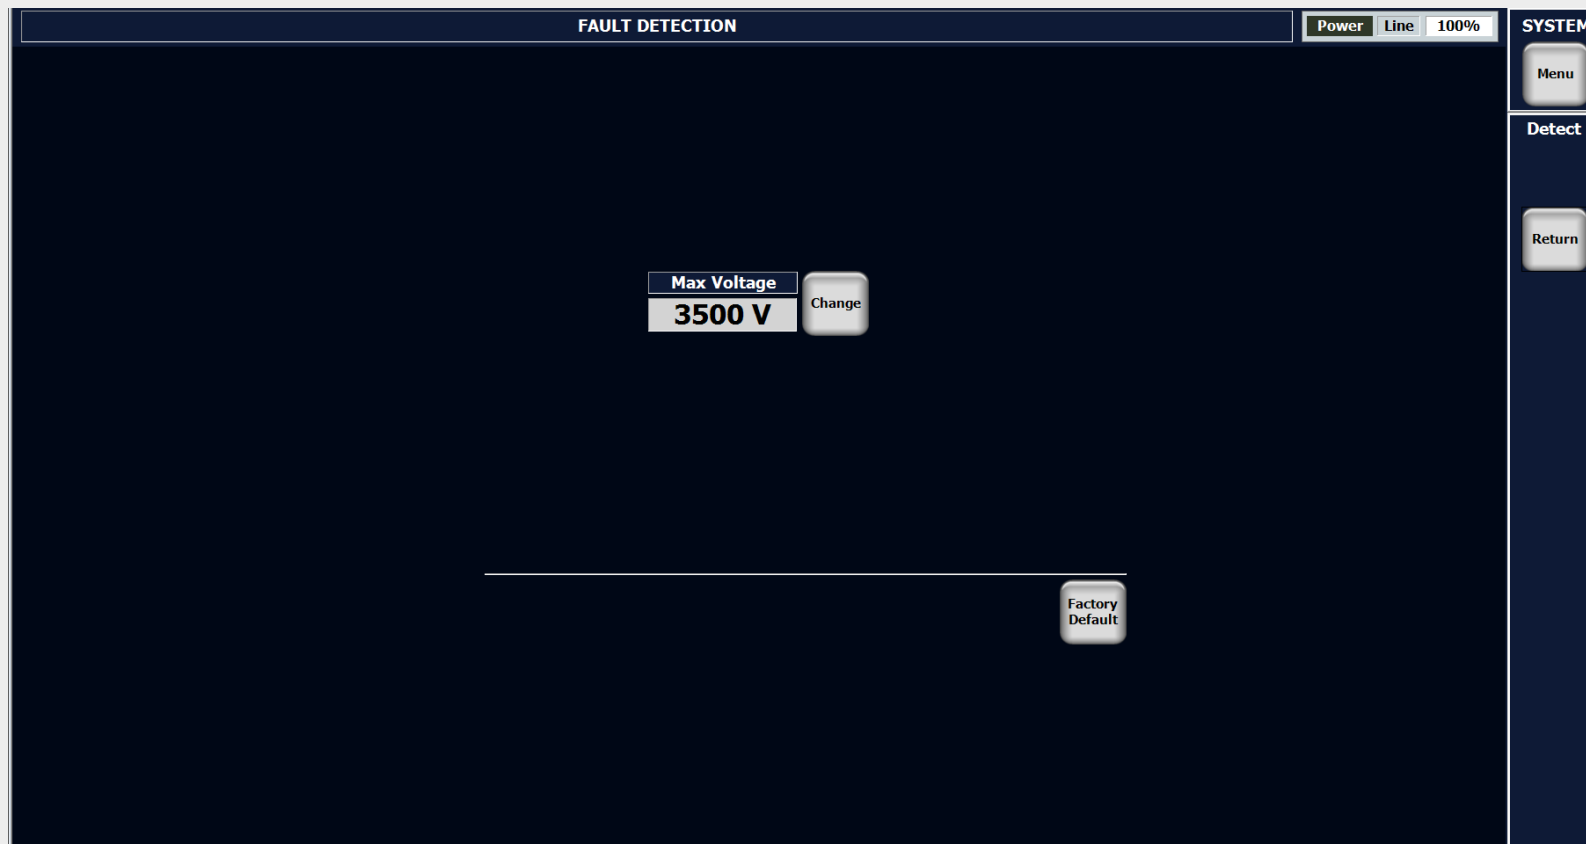 FAULT DETECTION
Power Line 100%
SYSTEM
Menu
Detect
Return
Max Voltage
3500 V
Change
Factory
Default